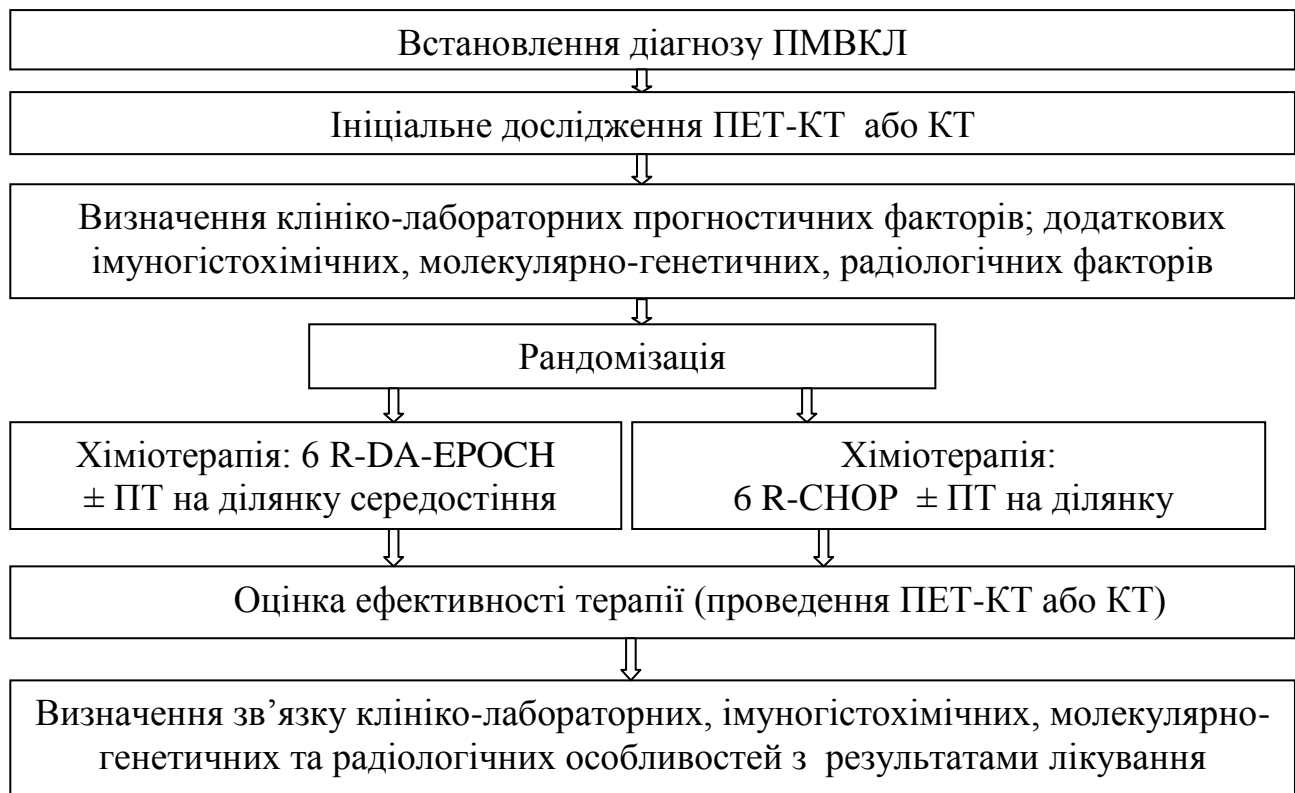 Встановлення діагнозу ПМВКЛ
Ініціальне дослідження ПЕТ-КТ або КТ
Визначення клініко-лабораторних прогностичних факторів; додаткових
імуногістохімічних, молекулярно-генетичних, радіологічних факторів
Рандомізація
Хіміотерапія: 6 R-DA-EPOCH
± ПТ на ділянку середостіння
Хіміотерапія:
6 R-CHOP ± ПТ на ділянку
Оцінка ефективності терапії (проведення ПЕТ-КТ або КТ)
Визначення зв’язку клініко-лабораторних, імуногістохімічних, молекулярно-
генетичних та радіологічних особливостей з результатами лікування